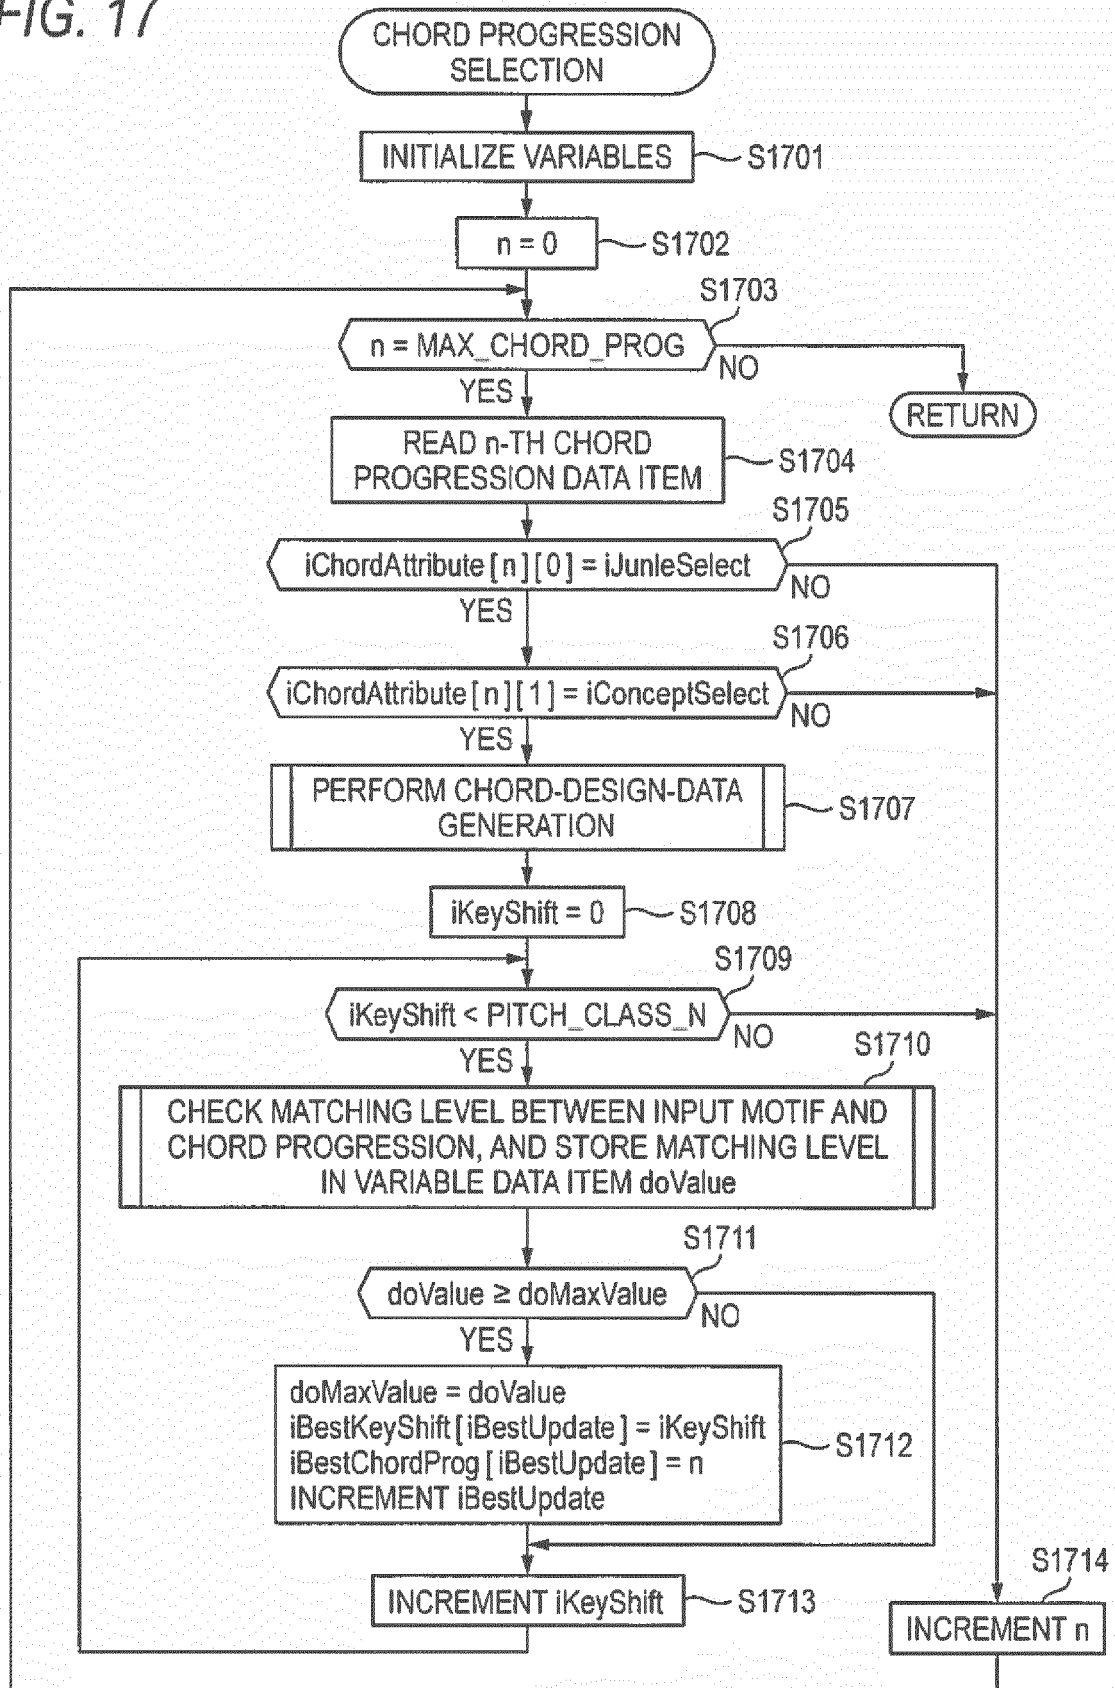 FIG. 17
CHORD PROGRESSION
SELECTION
INITIALIZE VARIABLES
S1701
n = 0
S1702
S1703
n = MAX_CHORD_PROG
NO
YES
RETURN
READ n-TH CHORD
PROGRESSION DATA ITEM
S1704
S1705
iChordAttribute[n][0] = iJunleSelect
NO
YES
S1706
iChordAttribute[n][1] = iConceptSelect
NO
YES
PERFORM CHORD-DESIGN-DATA
GENERATION
S1707
iKeyShift = 0
S1708
S1709
iKeyShift < PITCH_CLASS_N
NO
YES
S1710
CHECK MATCHING LEVEL BETWEEN INPUT MOTIF AND
CHORD PROGRESSION, AND STORE MATCHING LEVEL
IN VARIABLE DATA ITEM doValue
S1711
doValue ≥ doMaxValue
NO
YES
doMaxValue = doValue
iBestKeyShift[iBestUpdate] = iKeyShift
iBestChordProg[iBestUpdate] = n
INCREMENT iBestUpdate
S1712
INCREMENT iKeyShift
S1713
S1714
INCREMENT n